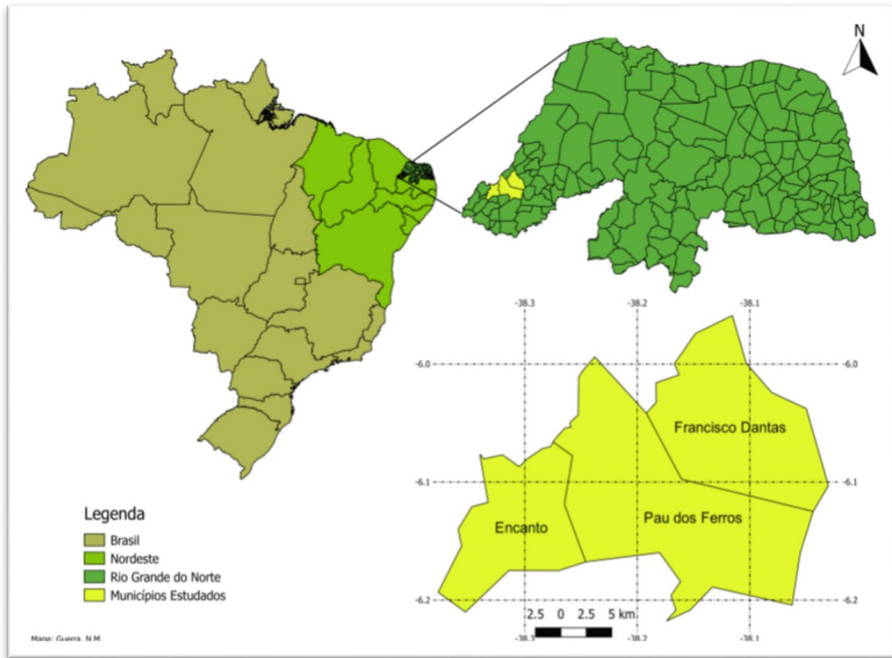 N
-38.3 -38.2 -38.1
-6.0 -6.0
Francisco Dantas
-6.1 -6.1
Pau dos Ferros
Encanto
-6.2 -6.2
2.5 0 2.5 5 km
-38.3 -38.2 -38.1
Legenda
Brasil
Nordeste
Rio Grande do Norte
Municípios Estudados
Mapa: Guerra, N.M.